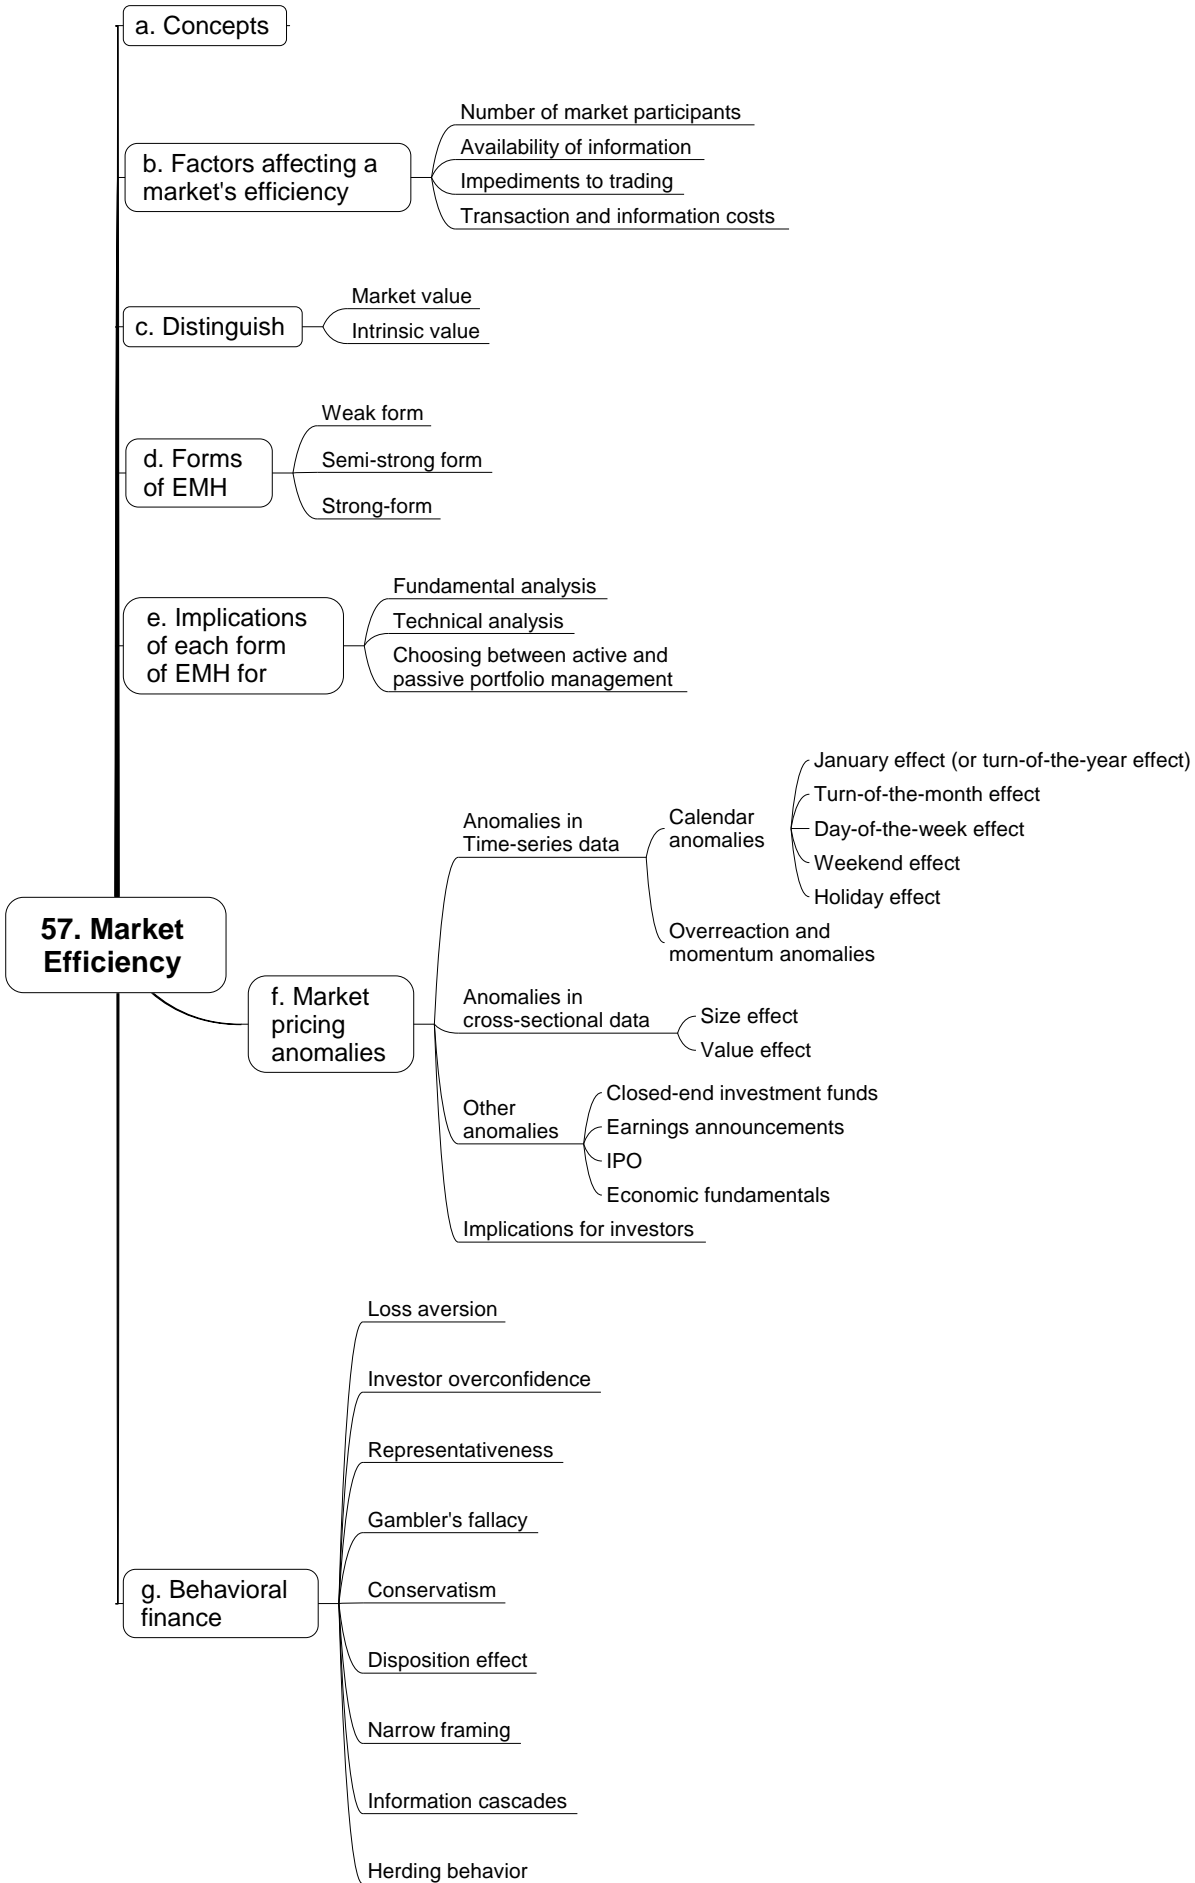 a. Concepts
b. Factors affecting a
market's efficiency
Number of market participants
Availability of information
Impediments to trading
Transaction and information costs
c. Distinguish
Market value
Intrinsic value
d. Forms
of EMH
Weak form
Semi-strong form
Strong-form
e. Implications
of each form
of EMH for
Fundamental analysis
Technical analysis
Choosing between active and
passive portfolio management
57. Market
Efficiency
f. Market
pricing
anomalies
Anomalies in
Time-series data
Calendar
anomalies
January effect (or turn-of-the-year effect)
Turn-of-the-month effect
Day-of-the-week effect
Weekend effect
Holiday effect
Overreaction and
momentum anomalies
Anomalies in
cross-sectional data
Size effect
Value effect
Other
anomalies
Closed-end investment funds
Earnings announcements
IPO
Economic fundamentals
Implications for investors
g. Behavioral
finance
Loss aversion
Investor overconfidence
Representativeness
Gambler's fallacy
Conservatism
Disposition effect
Narrow framing
Information cascades
Herding behavior